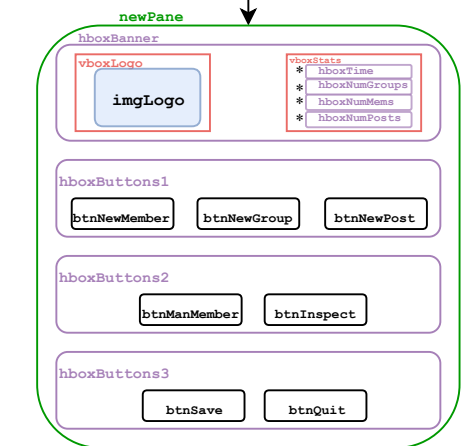 newPane
hboxBanner
vboxLogo
imgLogo
vboxStats
* hboxTime
* hboxNumGroups
* hboxNumMems
* hboxNumPosts
hboxButtons1
btnNewMember btnNewGroup btnNewPost
hboxButtons2
btnManMember btnInspect
hboxButtons3
btnSave btnQuit